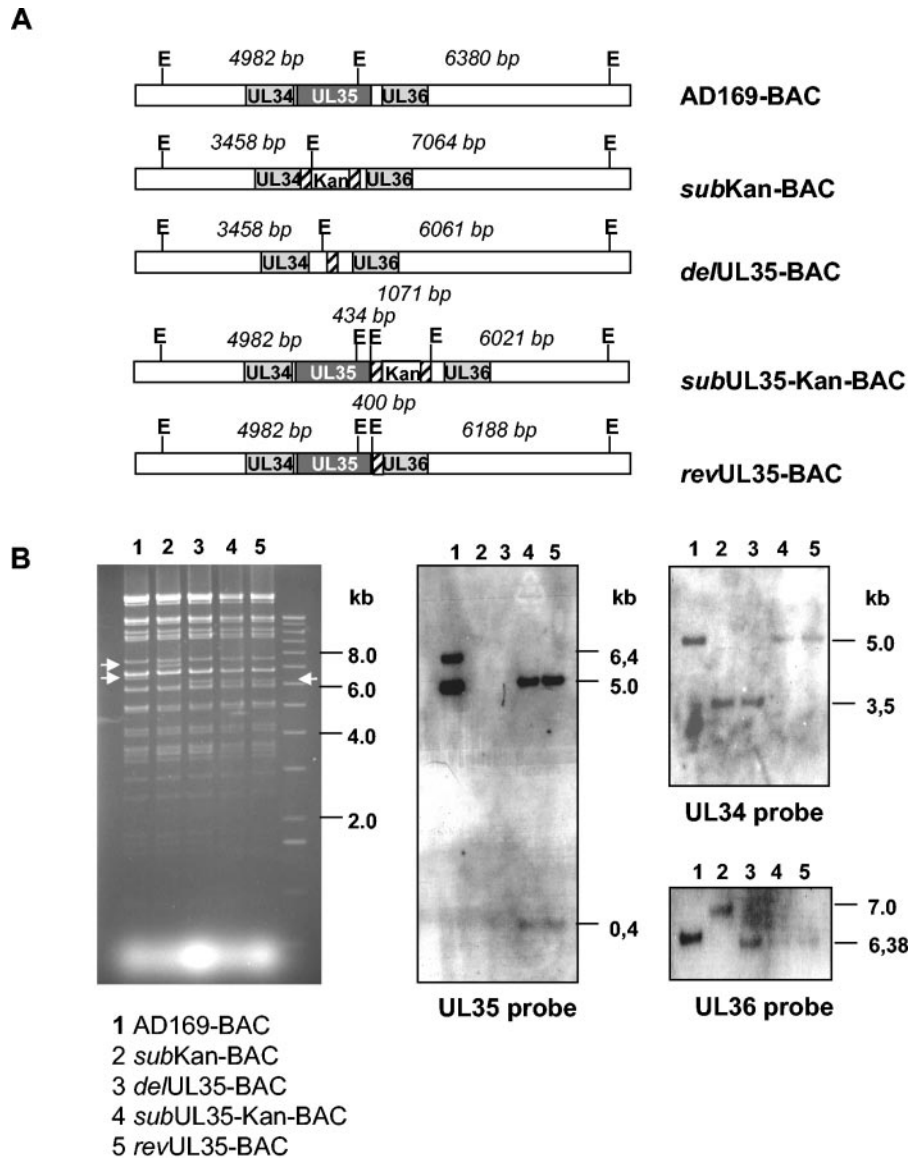 A
4982 bp 6380 bp
E E E
UL34 UL35 UL36
AD169-BAC
3458 bp 7064 bp
E E E
UL34 Kan UL36
subKan-BAC
3458 bp 6061 bp
E E E
UL34 UL36
delUL35-BAC
1071 bp
434 bp
4982 bp 6021 bp
E E E E E
UL34 UL35 Kan UL36
subUL35-Kan-BAC
400 bp
4982 bp 6188 bp
E E E E
UL34 UL35 UL36
revUL35-BAC
B
1 2 3 4 5
kb
8.0
6.0
4.0
2.0
1 AD169-BAC
2 subKan-BAC
3 delUL35-BAC
4 subUL35-Kan-BAC
5 revUL35-BAC
1 2 3 4 5
kb
6,4
5.0
0,4
UL35 probe
1 2 3 4 5
kb
5.0
3,5
UL34 probe
1 2 3 4 5
7.0
6,38
UL36 probe